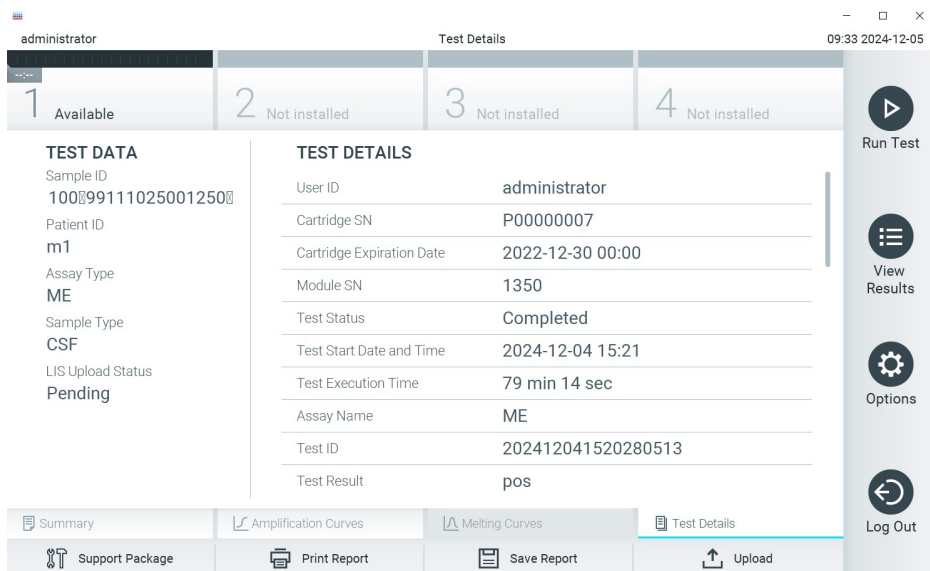 administrator
Test Details
09:33 2024-12-05
--:--
1 Available
2 Not installed
3 Not installed
4 Not installed
Run Test
View
Results
Options
Log Out
TEST DATA
Sample ID
100▯99111025001250▯
Patient ID
m1
Assay Type
ME
Sample Type
CSF
LIS Upload Status
Pending
TEST DETAILS
User ID administrator
Cartridge SN P00000007
Cartridge Expiration Date 2022-12-30 00:00
Module SN 1350
Test Status Completed
Test Start Date and Time 2024-12-04 15:21
Test Execution Time 79 min 14 sec
Assay Name ME
Test ID 202412041520280513
Test Result pos
Summary
Amplification Curves
Melting Curves
Test Details
Support Package
Print Report
Save Report
Upload